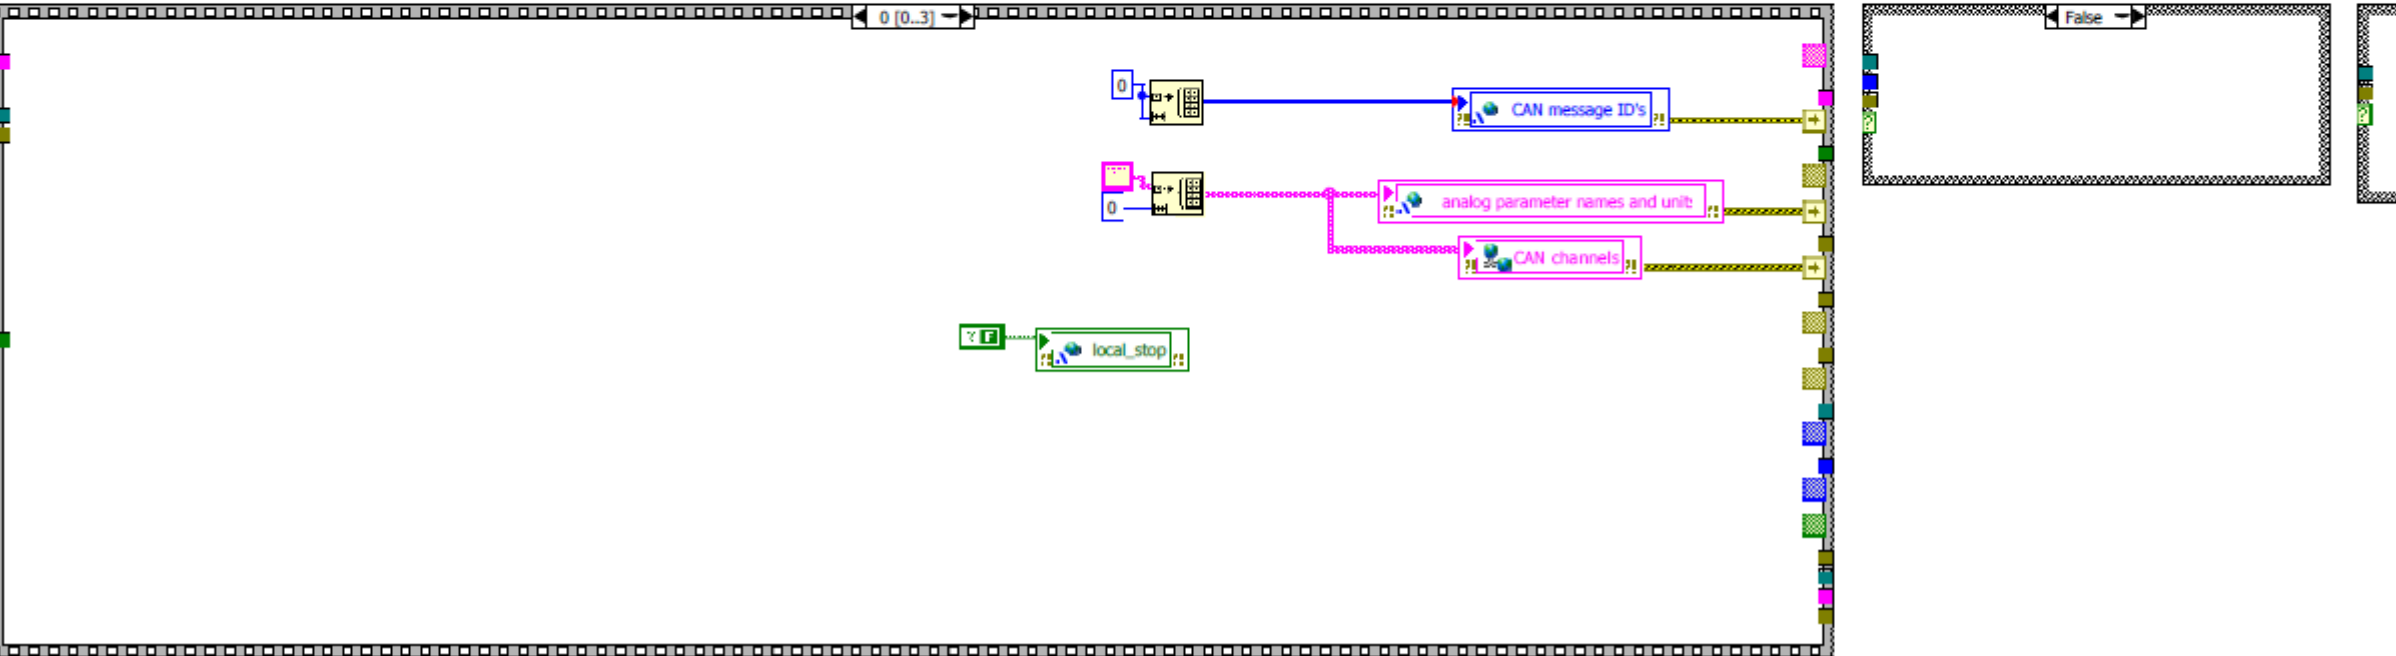 0 [0..3]
False
0
CAN message ID's
analog parameter names and unit
0
CAN channels
F
local_stop